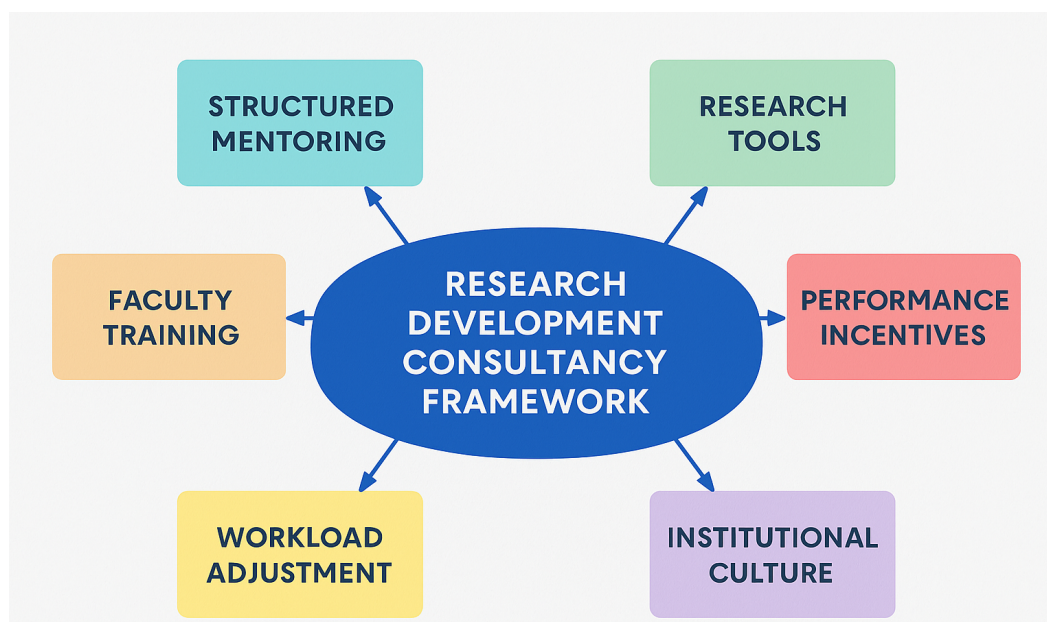 STRUCTURED
MENTORING
RESEARCH
TOOLS
FACULTY
TRAINING
RESEARCH
DEVELOPMENT
CONSULTANCY
FRAMEWORK
PERFORMANCE
INCENTIVES
WORKLOAD
ADJUSTMENT
INSTITUTIONAL
CULTURE